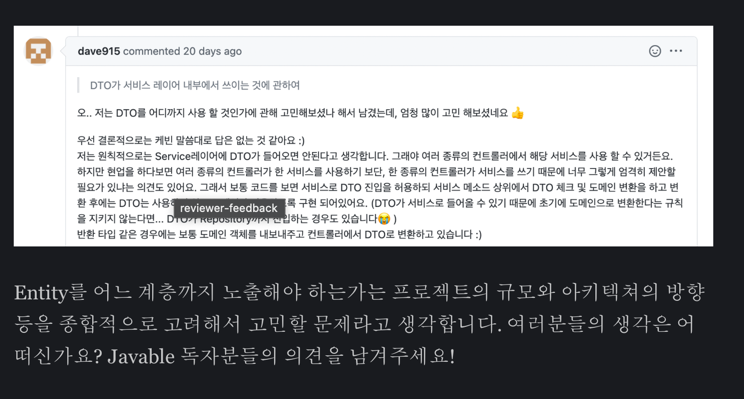 dave915 commented 20 days ago
DTO가 서비스 레이어 내부에서 쓰이는 것에 관하여
오.. 저는 DTO를 어디까지 사용 할 것인가에 관해 고민해보셨나 해서 남겼는데, 엄청 많이 고민 해보셨네요 👍
우선 결론적으로는 케빈 말씀대로 답은 없는 것 같아요 :)
저는 원칙적으로는 Service레이어에 DTO가 들어오면 안된다고 생각합니다. 그래야 여러 종류의 컨트롤러에서 해당 서비스를 사용 할 수 있거든요.
하지만 현업을 하다보면 여러 종류의 컨트롤러가 한 서비스를 사용하기 보단, 한 종류의 컨트롤러가 서비스를 쓰기 때문에 너무 그렇게 엄격히 제안할
필요가 있냐는 의견도 있어요. 그래서 보통 코드를 보면 서비스로 DTO 진입을 허용하되 서비스 메소드 상위에서 DTO 체크 및 도메인 변환을 하고 변
환 후에는 DTO는 사용하 록 구현 되어있어요. (DTO가 서비스로 들어올 수 있기 때문에 초기에 도메인으로 변환한다는 규칙
reviewer-feedback
을 지키지 않는다면... DTO가 Repository까지 진입하는 경우도 있습니다😭 )
반환 타입 같은 경우에는 보통 도메인 객체를 내보내주고 컨트롤러에서 DTO로 변환하고 있습니다 :)
Entity를 어느 계층까지 노출해야 하는가는 프로젝트의 규모와 아키텍쳐의 방향
등을 종합적으로 고려해서 고민할 문제라고 생각합니다. 여러분들의 생각은 어
떠신가요? Javable 독자분들의 의견을 남겨주세요!